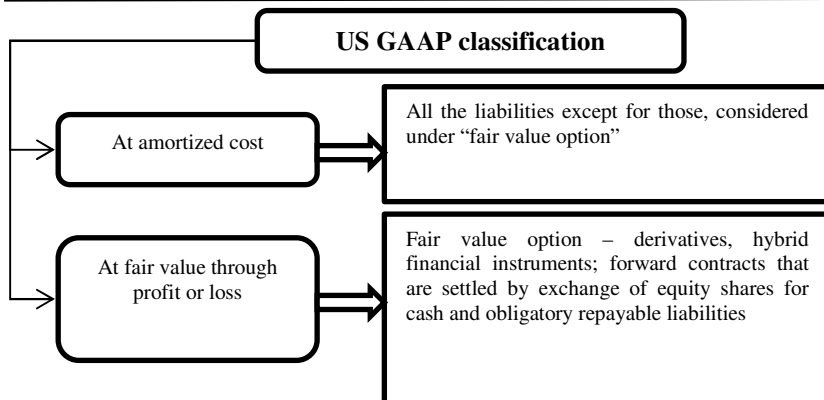 US GAAP classification
At amortized cost
All the liabilities except for those, considered
under “fair value option”
At fair value through
profit or loss
Fair value option – derivatives, hybrid
financial instruments; forward contracts that
are settled by exchange of equity shares for
cash and obligatory repayable liabilities